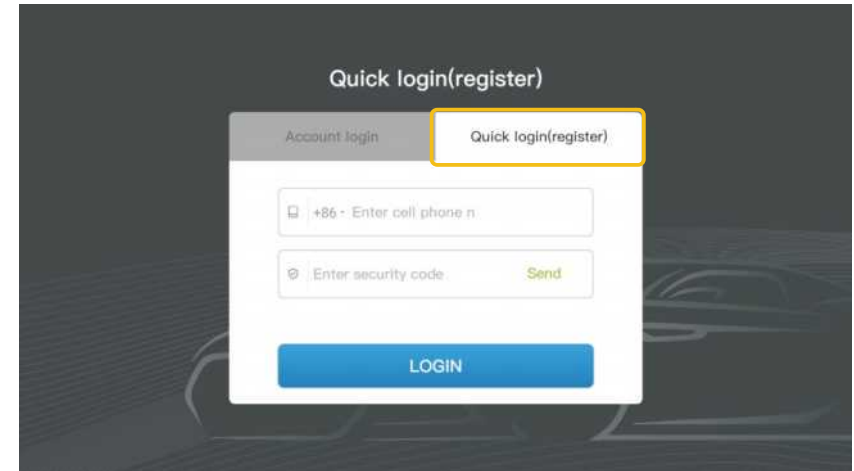 Quick login(register)
Account login
Quick login(register)
+86 - Enter cell phone n
Enter security code
Send
LOGIN